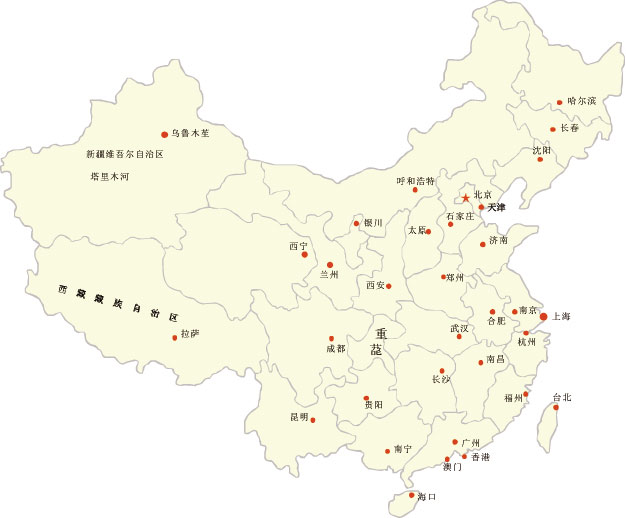 哈尔滨
长春
沈阳
乌鲁木
新疆维吾尔自治区
塔里木河
呼和浩特
北京
天津
石家庄
银川
太原
济南
西宁
兰州
郑州
西安
西藏藏族自治区
拉萨
合肥
南京
上海
武汉
杭州
重
成都
南昌
长沙
贵阳
福州
台北
昆明
广州
南宁
香港
澳门
海口